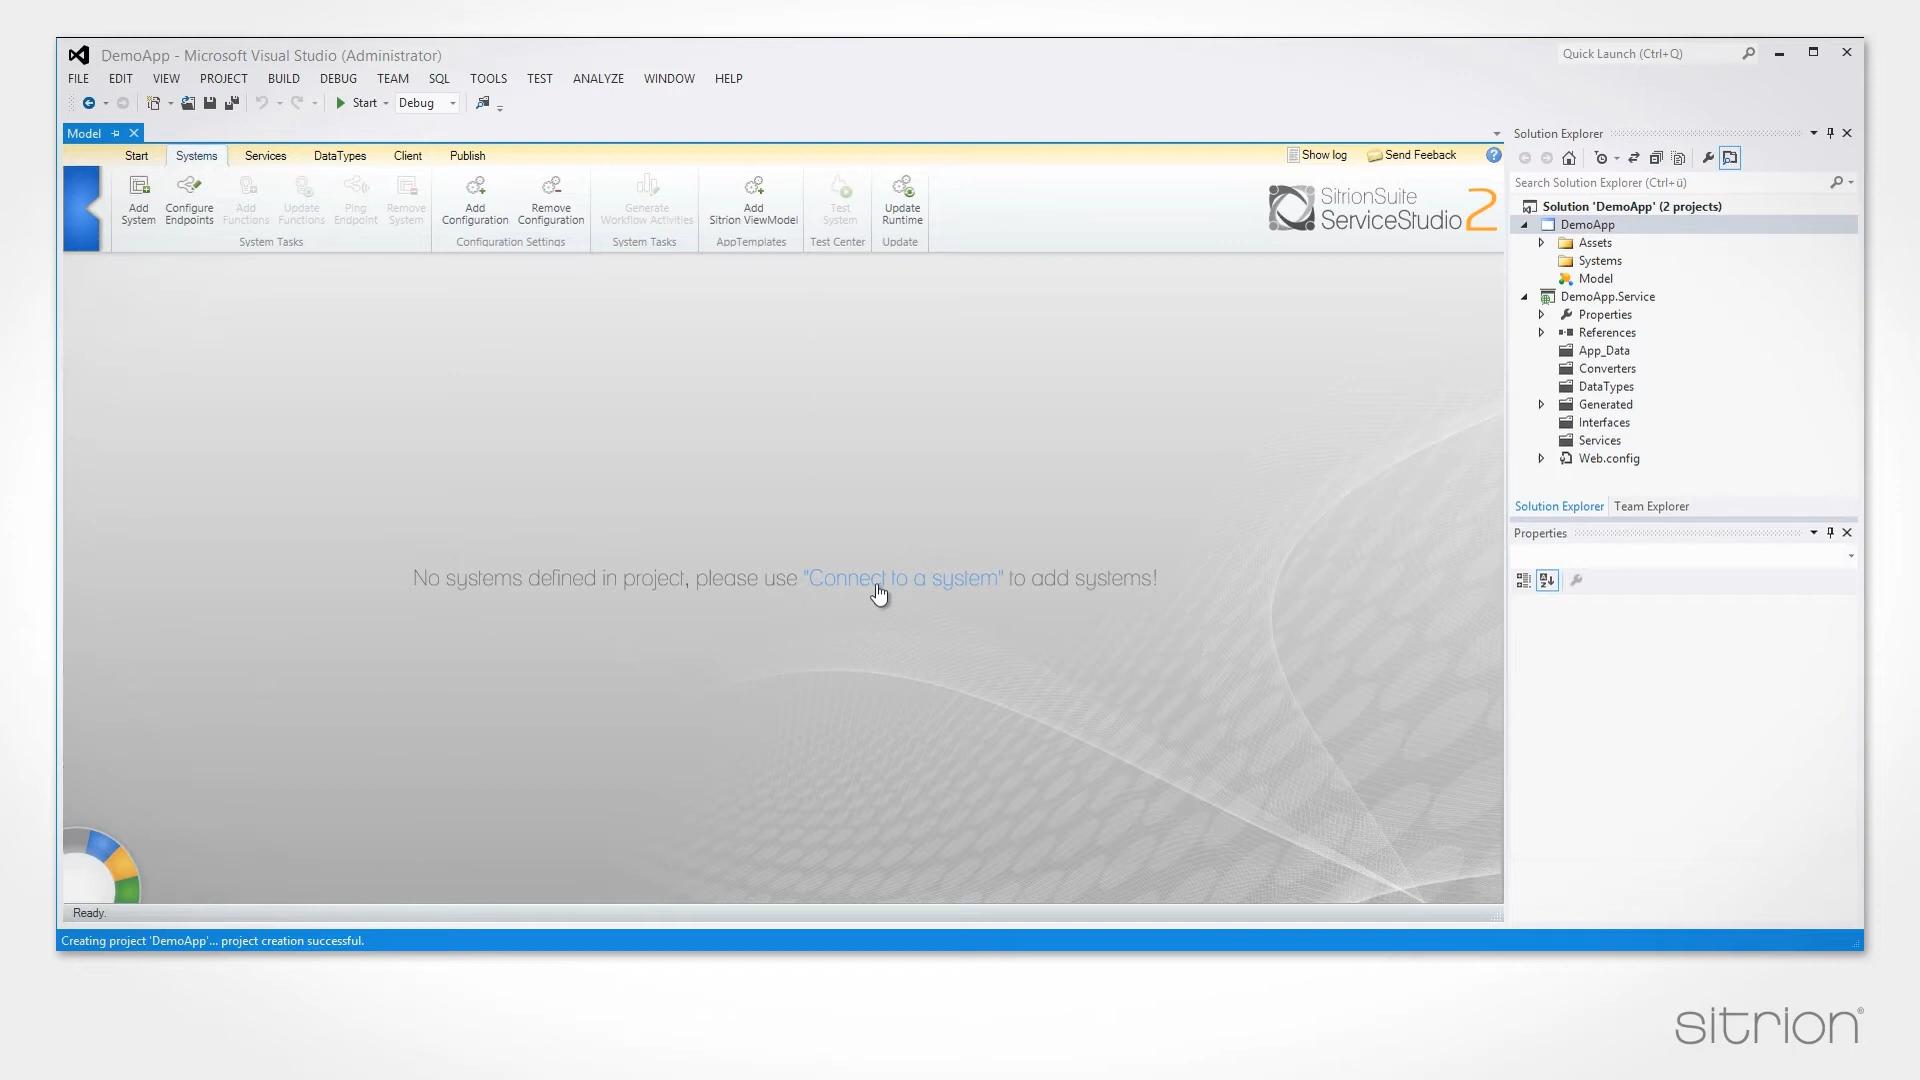 DemoApp - Microsoft Visual Studio (Administrator)
Quick Launch (Ctrl+Q)
FILE EDIT VIEW PROJECT BUILD DEBUG TEAM SQL TOOLS TEST ANALYZE WINDOW HELP
Start Debug
Model
Start Systems Services DataTypes Client Publish
Show log Send Feeback ?
Add System
Configure Endpoints
Add Functions
Update Functions
Ping Endpoint
Remove System
System Tasks
Add Configuration
Remove Configuration
Configuration Settings
Generate Workflow Activities
System Tasks
Add Sitrion ViewModel
AppTemplates
Test System
Test Center
Update Runtime
Update
SitrionSuite
ServiceStudio 2
No systems defined in project, please use "Connect to a system" to add systems!
Ready.
Creating project 'DemoApp'... project creation successful.
Solution Explorer
Search Solution Explorer (Ctrl+ü)
Solution 'DemoApp' (2 projects)
DemoApp
Assets
Systems
Model
DemoApp.Service
Properties
References
App_Data
Converters
DataTypes
Generated
Interfaces
Services
Web.config
Solution Explorer Team Explorer
Properties
sitrion®